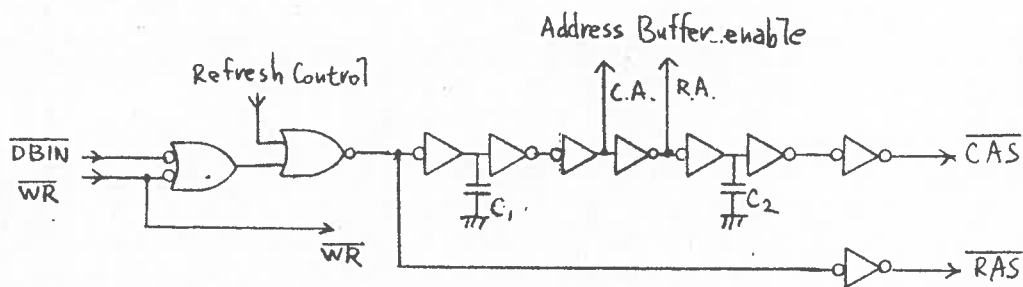 Address Buffer enable
Refresh Control
C.A.
R.A.
DBIN
WR
C1
C2
CAS
WR
RAS